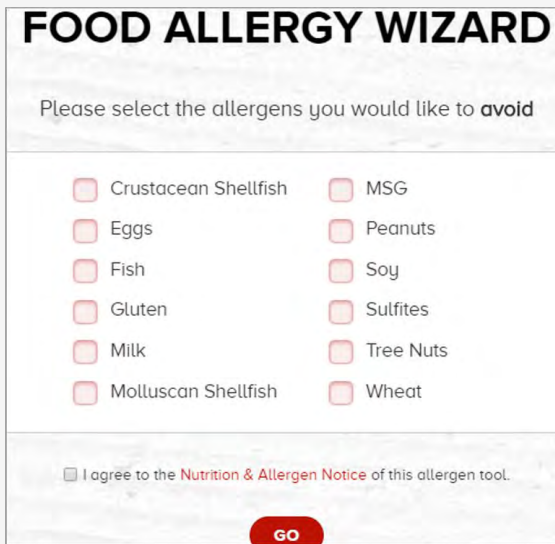 FOOD ALLERGY WIZARD
Please select the allergens you would like to avoid
Crustacean Shellfish
Eggs
Fish
Gluten
Milk
Molluscan Shellfish
MSG
Peanuts
Soy
Sulfites
Tree Nuts
Wheat
I agree to the Nutrition & Allergen Notice of this allergen tool.
GO